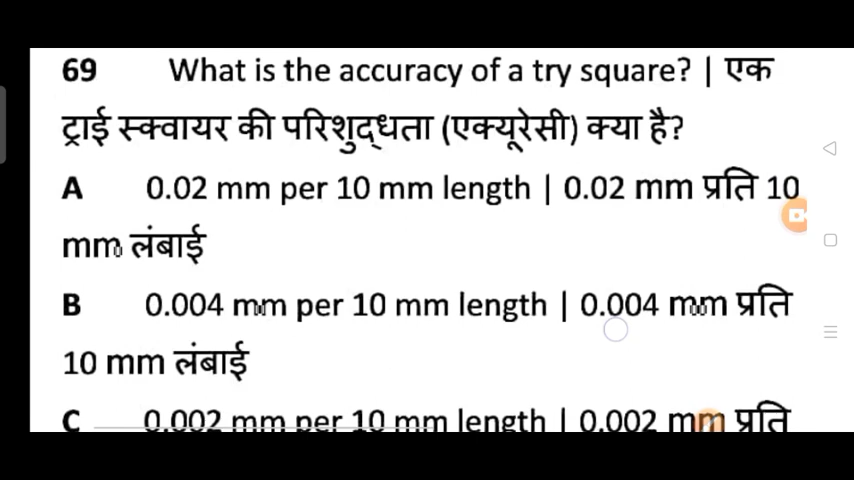 69 What is the accuracy of a try square? | एक
ट्राई स्क्वायर की परिशुद्धता (एक्यूरेसी) क्या है?
A 0.02 mm per 10 mm length | 0.02 mm प्रति 10
mm लंबाई
B 0.004 mm per 10 mm length | 0.004 mm प्रति
10 mm लंबाई
C 0.002 mm per 10 mm length | 0.002 mm प्रति